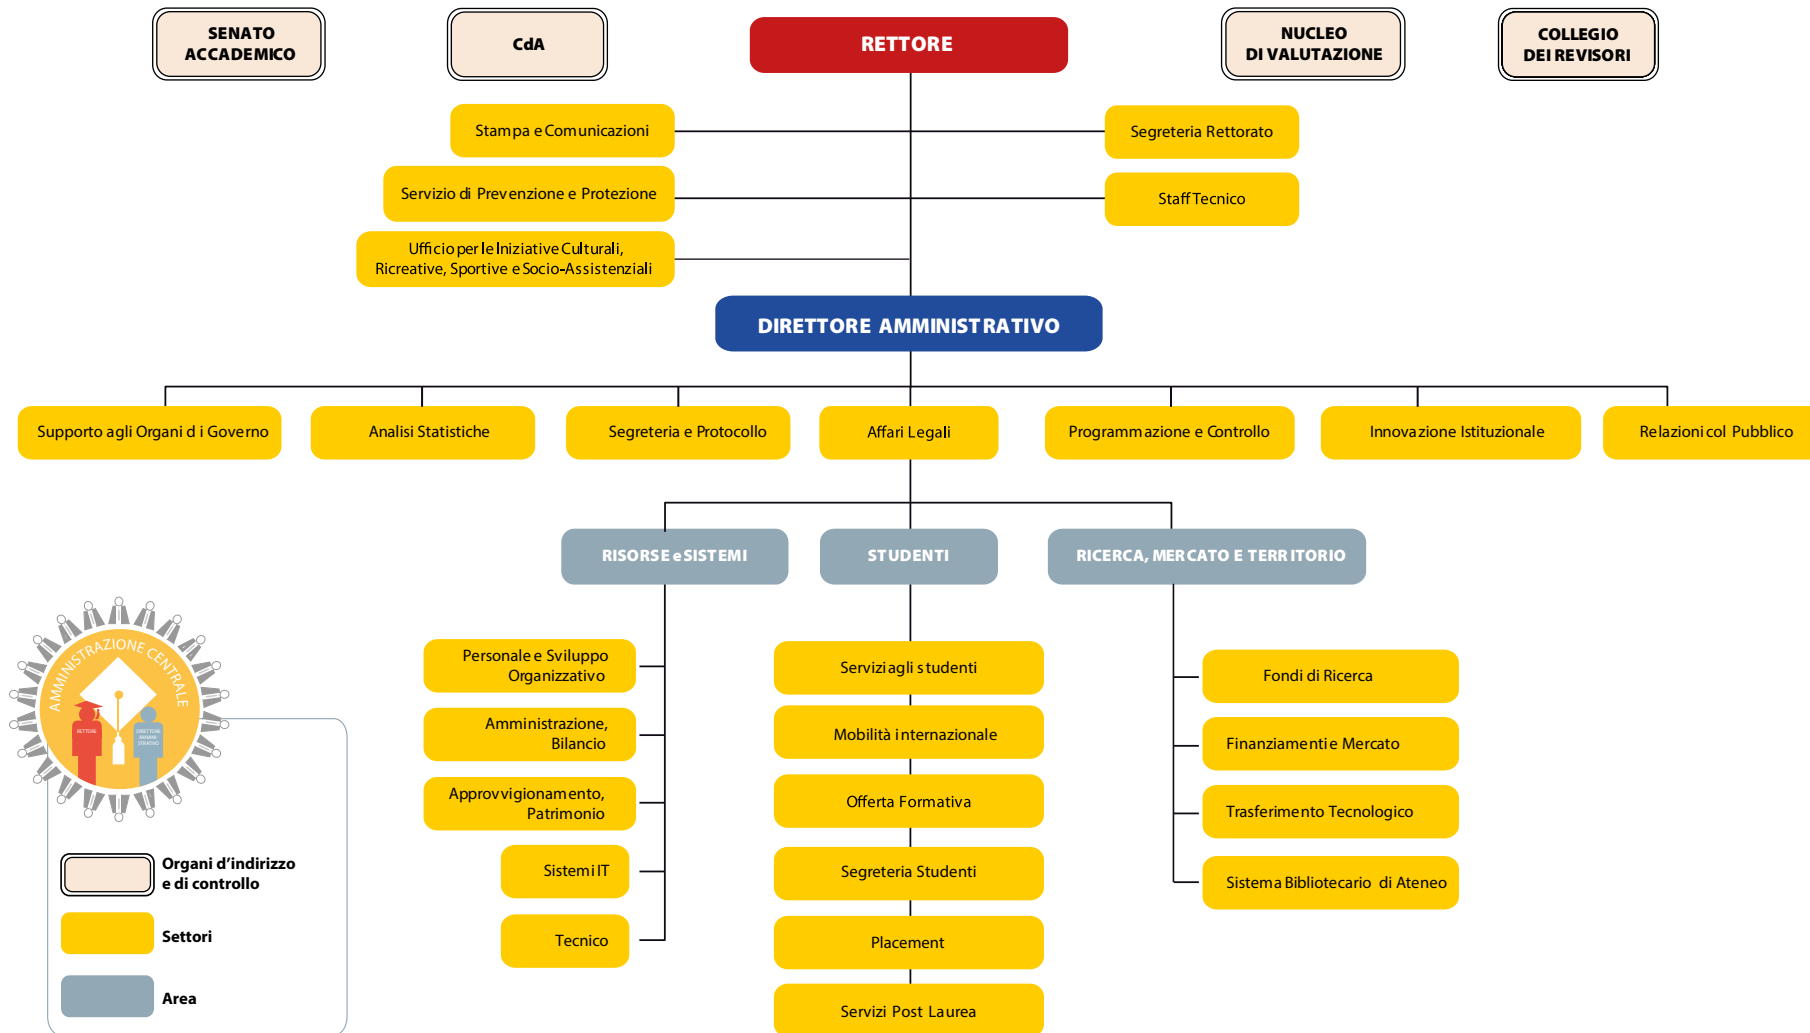 SENATO
ACCADEMICO
CdA
RETTORE
NUCLEO
DI VALUTAZIONE
COLLEGIO
DEI REVISORI
Stampa e Comunicazioni
Segreteria Rettorato
Servizio di Prevenzione e Protezione
Staff Tecnico
Ufficio per le Iniziative Culturali,
Ricreative, Sportive e Socio-Assistenziali
DIRETTORE AMMINISTRATIVO
Supporto agli Organi di Governo
Analisi Statistiche
Segreteria e Protocollo
Affari Legali
Programmazione e Controllo
Innovazione Istituzionale
Relazioni col Pubblico
RISORSE e SISTEMI
STUDENTI
RICERCA, MERCATO E TERRITORIO
Personale e Sviluppo
Organizzativo
Amministrazione,
Bilancio
Approvvigionamento,
Patrimonio
Sistemi IT
Tecnico
Servizi agli studenti
Mobilità internazionale
Offerta Formativa
Segreteria Studenti
Placement
Servizi Post Laurea
Fondi di Ricerca
Finanziamenti e Mercato
Trasferimento Tecnologico
Sistema Bibliotecario di Ateneo
AMMINISTRAZIONE CENTRALE
RETTORE
DIRETTORE
AMMINI-
STRATIVO
Organi d'indirizzo
e di controllo
Settori
Area